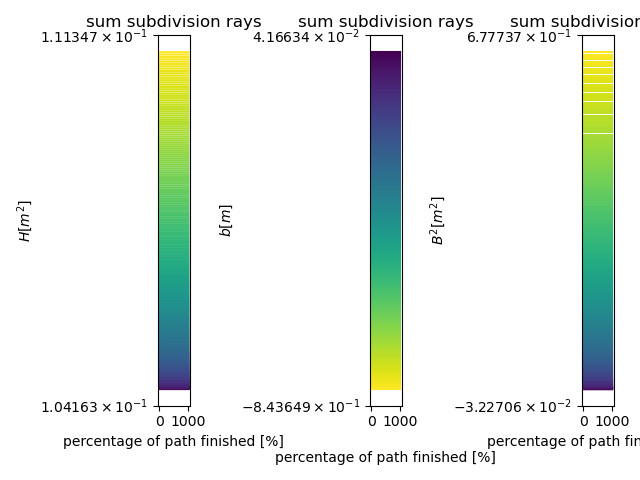 sum subdivision rays
1.11347 × 10⁻¹
H[m²]
1.04163 × 10⁻¹
0 1000
percentage of path finished [%]
sum subdivision rays
4.16634 × 10⁻²
b[m]
−8.43649 × 10⁻¹
0 1000
percentage of path finished [%]
sum subdivision
6.77737 × 10⁻¹
B²[m²]
−3.22706 × 10⁻²
0 1000
percentage of path fin